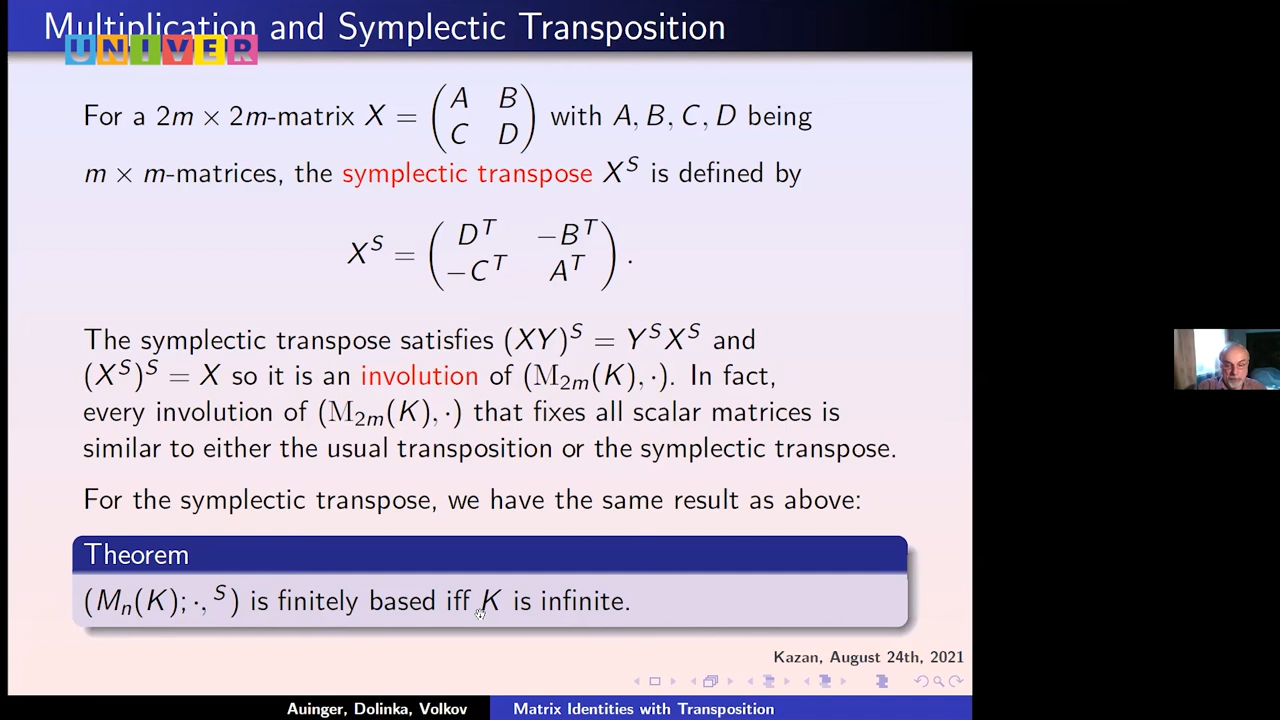 Multiplication and Symplectic Transposition
UNIVER
For a 2m × 2m-matrix X = (A B
C D) with A, B, C, D being
m × m-matrices, the symplectic transpose X^S is defined by
X^S = (D^T −B^T
−C^T A^T).
The symplectic transpose satisfies (XY)^S = Y^S X^S and
(X^S)^S = X so it is an involution of (M_{2m}(K), ·). In fact,
every involution of (M_{2m}(K), ·) that fixes all scalar matrices is
similar to either the usual transposition or the symplectic transpose.
For the symplectic transpose, we have the same result as above:
Theorem
(M_n(K); ·, ^S) is finitely based iff K is infinite.
Kazan, August 24th, 2021
Auinger, Dolinka, Volkov Matrix Identities with Transposition